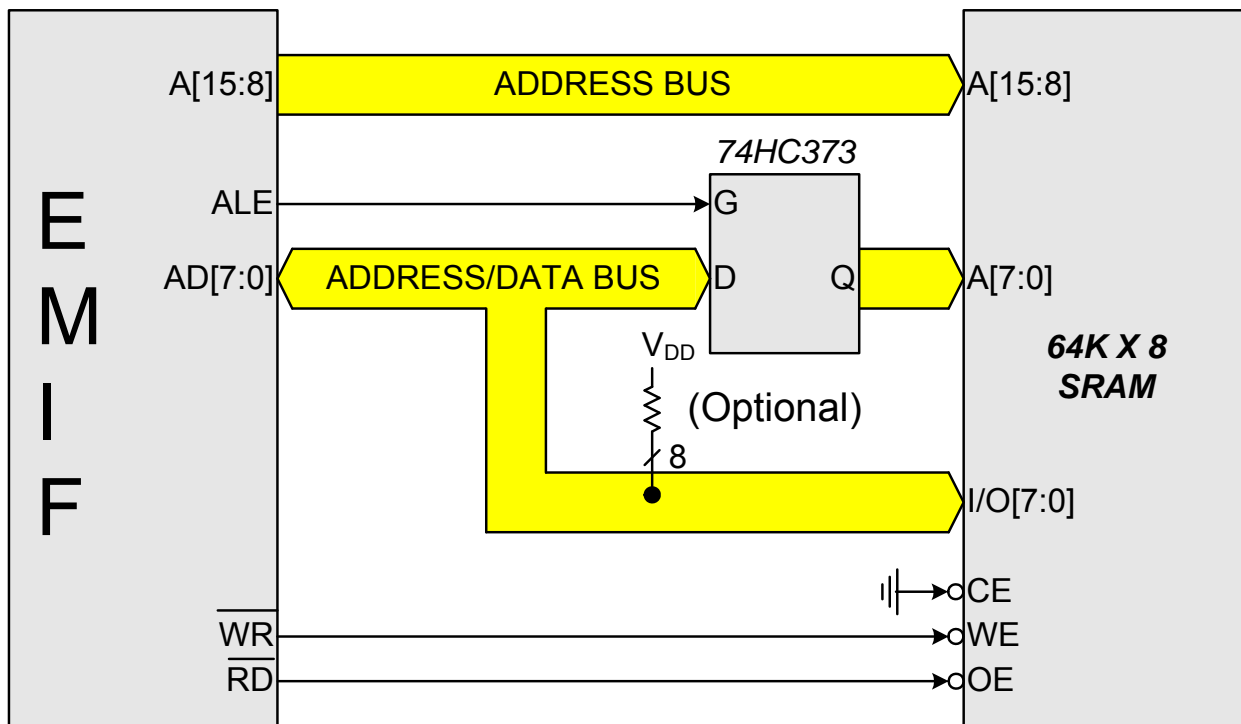 A[15:8]
ADDRESS BUS
A[15:8]
74HC373
ALE
G
AD[7:0]
ADDRESS/DATA BUS
D
Q
A[7:0]
E
M
I
F
VDD
(Optional)
8
64K X 8
SRAM
I/O[7:0]
CE
WR
WE
RD
OE